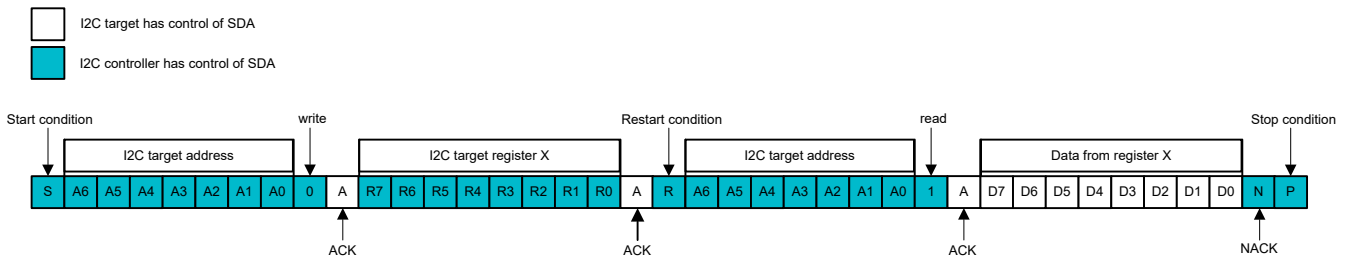 I2C target has control of SDA
I2C controller has control of SDA
Start condition write Restart condition read Stop condition
I2C target address I2C target register X I2C target address Data from register X
S A6 A5 A4 A3 A2 A1 A0 0 A R7 R6 R5 R4 R3 R2 R1 R0 A R A6 A5 A4 A3 A2 A1 A0 1 A D7 D6 D5 D4 D3 D2 D1 D0 N P
ACK ACK ACK NACK